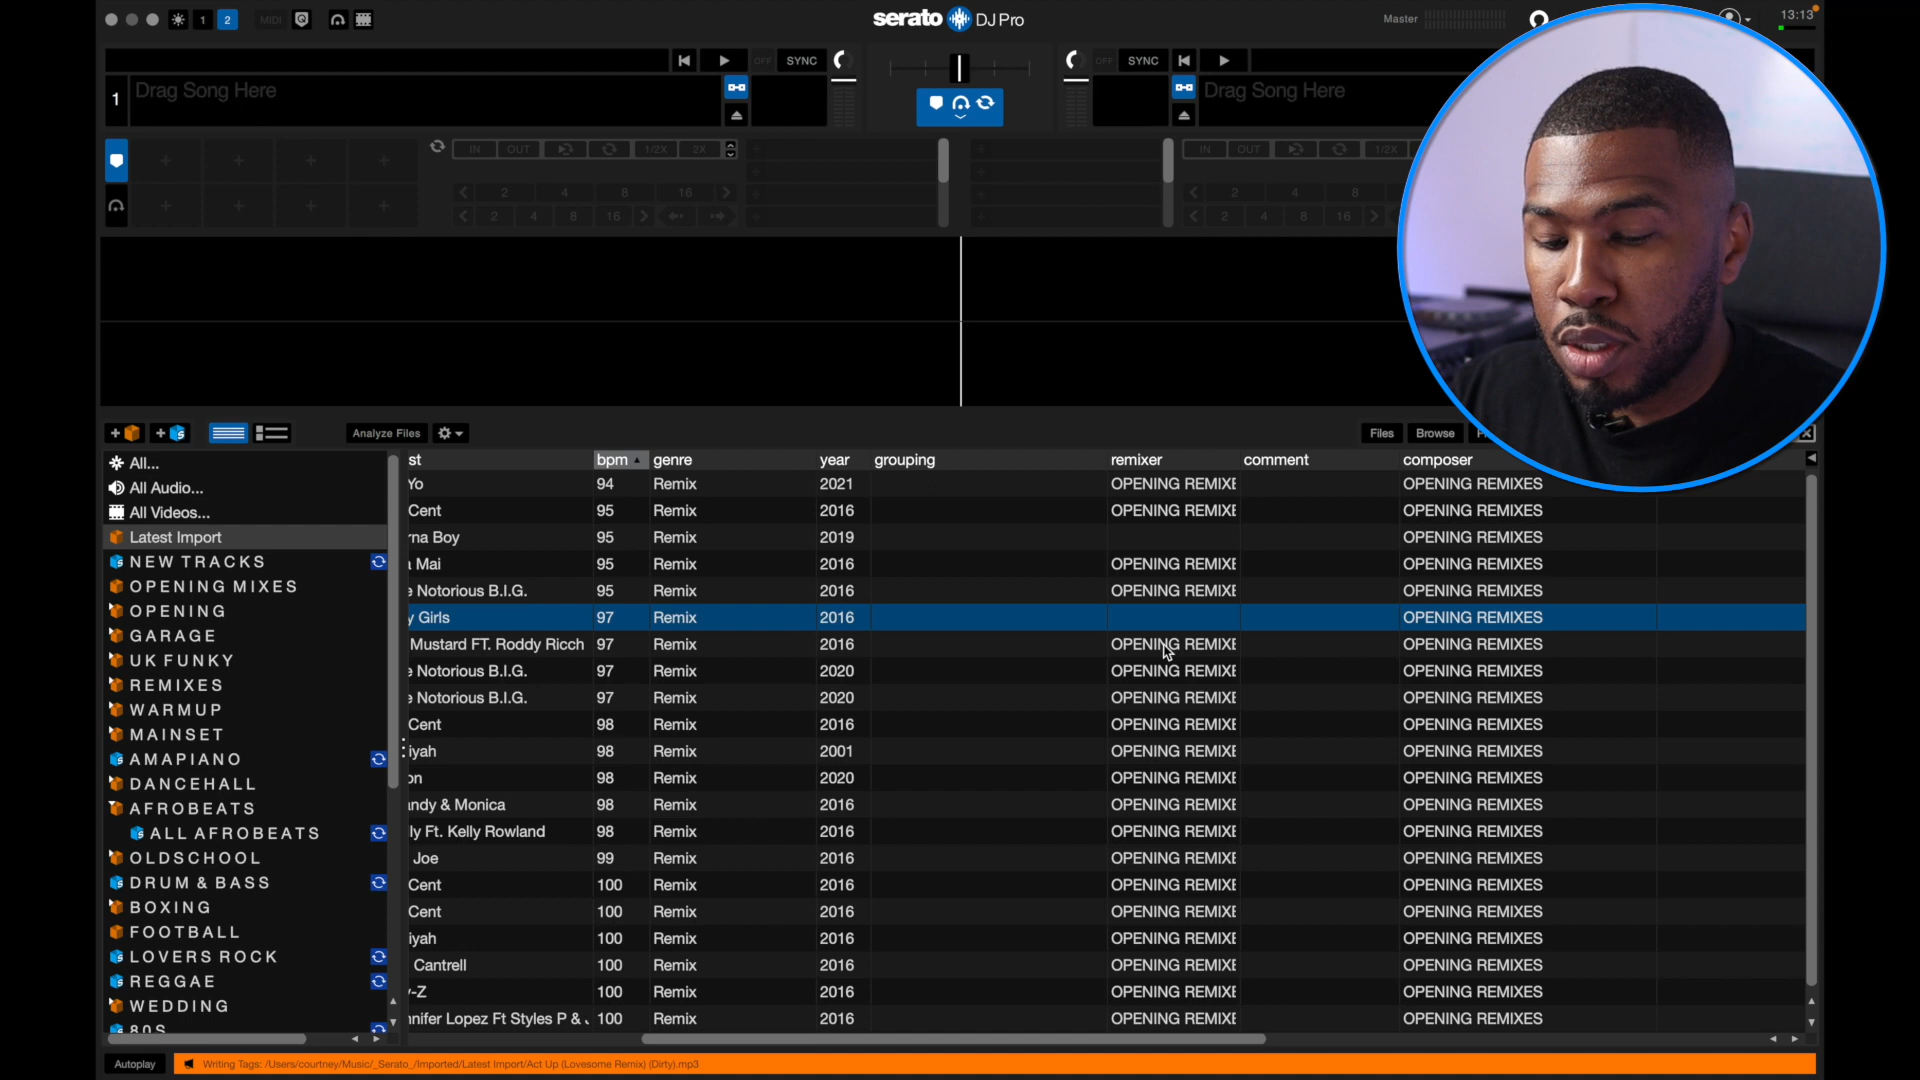 1 2 MIDI serato DJ Pro Master 13:13
OFF SYNC OFF SYNC
1 Drag Song Here Drag Song Here
IN OUT 1/2X 2X IN OUT 1/2X
2 4 8 16 2 4 8
2 4 8 16 2 4 8 16
Analyze Files Files Browse
All... st bpm genre year grouping remixer comment composer
Yo 94 Remix 2021 OPENING REMIXE OPENING REMIXES
All Audio...
Cent 95 Remix 2016 OPENING REMIXE OPENING REMIXES
All Videos...
Latest Import rna Boy 95 Remix 2019 OPENING REMIXES
NEW TRACKS Mai 95 Remix 2016 OPENING REMIXE OPENING REMIXES
OPENING MIXES e Notorious B.I.G. 95 Remix 2016 OPENING REMIXE OPENING REMIXES
OPENING y Girls 97 Remix 2016 OPENING REMIXES
GARAGE Mustard FT. Roddy Ricch 97 Remix 2016 OPENING REMIXE OPENING REMIXES
UK FUNKY e Notorious B.I.G. 97 Remix 2020 OPENING REMIXE OPENING REMIXES
REMIXES e Notorious B.I.G. 97 Remix 2020 OPENING REMIXE OPENING REMIXES
WARMUP Cent 98 Remix 2016 OPENING REMIXE OPENING REMIXES
MAINSET iyah 98 Remix 2001 OPENING REMIXE OPENING REMIXES
AMAPIANO on 98 Remix 2020 OPENING REMIXE OPENING REMIXES
DANCEHALL andy & Monica 98 Remix 2016 OPENING REMIXE OPENING REMIXES
AFROBEATS
ALL AFROBEATS ly Ft. Kelly Rowland 98 Remix 2016 OPENING REMIXE OPENING REMIXES
OLDSCHOOL Joe 99 Remix 2016 OPENING REMIXE OPENING REMIXES
DRUM & BASS Cent 100 Remix 2016 OPENING REMIXE OPENING REMIXES
BOXING Cent 100 Remix 2016 OPENING REMIXE OPENING REMIXES
FOOTBALL iyah 100 Remix 2016 OPENING REMIXE OPENING REMIXES
LOVERS ROCK Cantrell 100 Remix 2016 OPENING REMIXE OPENING REMIXES
REGGAE y-Z 100 Remix 2016 OPENING REMIXE OPENING REMIXES
WEDDING nnifer Lopez Ft Styles P & 100 Remix 2016 OPENING REMIXE OPENING REMIXES
80S
Autoplay Writing Tags: /Users/courtney/Music/_Serato_/Imported/Latest Import/Act Up (Lovesome Remix) (Dirty).mp3